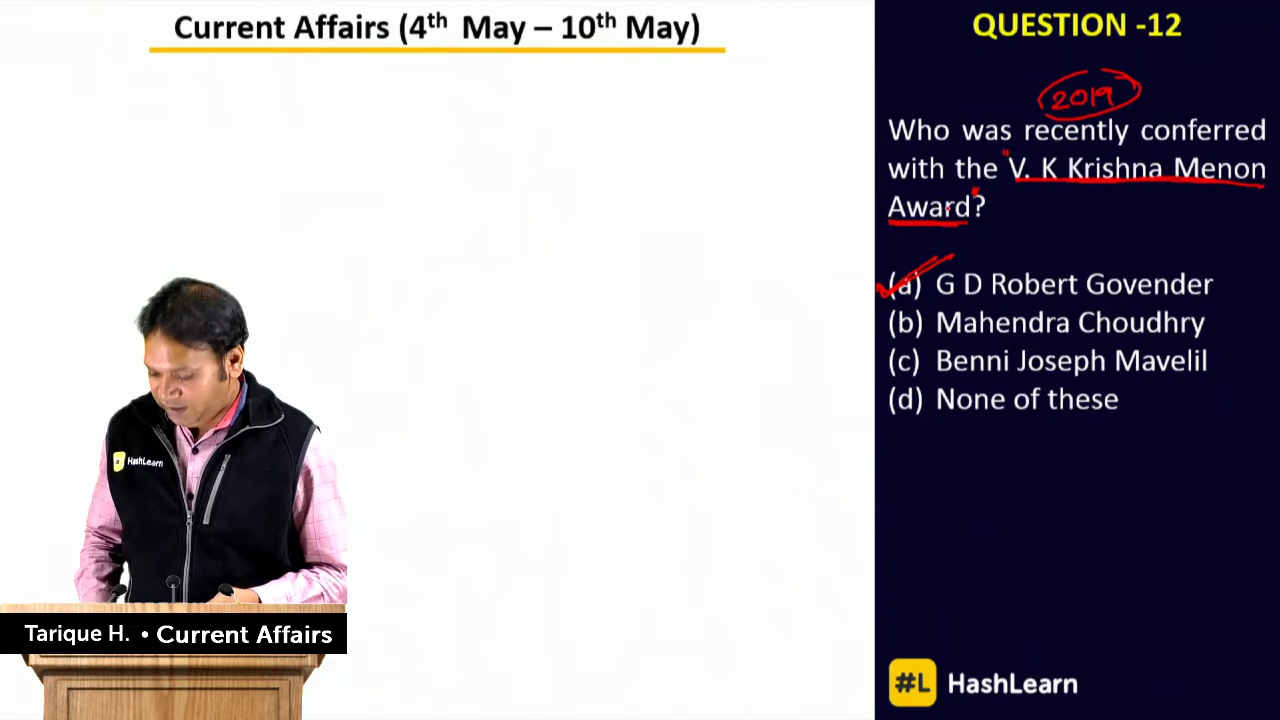 Current Affairs (4th May – 10th May)
QUESTION -12
2019
Who was recently conferred
with the "V. K Krishna Menon
Award"?
(a) G D Robert Govender
(b) Mahendra Choudhry
(c) Benni Joseph Mavelil
(d) None of these
#L HashLearn
Tarique H. • Current Affairs
#L HashLearn